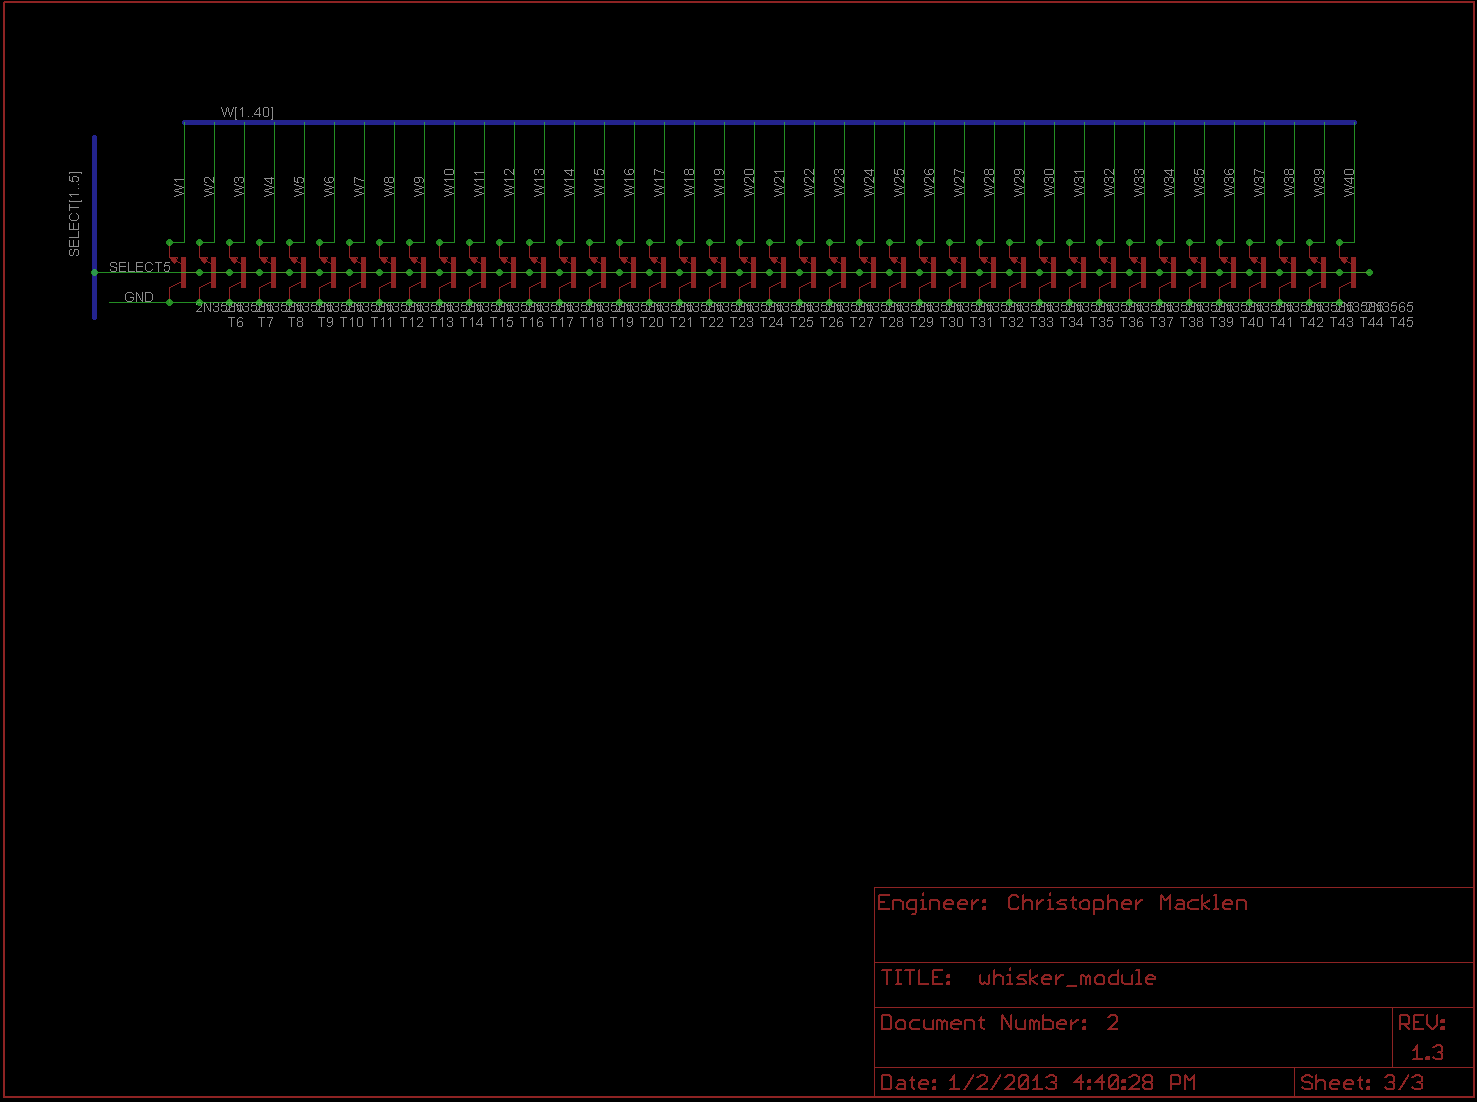 W[1..40]
SELECT[1..5]
W1 W2 W3 W4 W5 W6 W7 W8 W9 W10 W11 W12 W13 W14 W15 W16 W17 W18 W19 W20 W21 W22 W23 W24 W25 W26 W27 W28 W29 W30 W31 W32 W33 W34 W35 W36 W37 W38 W39 W40
SELECT5
GND
T6 T7 T8 T9 T10 T11 T12 T13 T14 T15 T16 T17 T18 T19 T20 T21 T22 T23 T24 T25 T26 T27 T28 T29 T30 T31 T32 T33 T34 T35 T36 T37 T38 T39 T40 T41 T42 T43 T44 T45
Engineer: Christopher Macklen
TITLE: whisker_module
Document Number: 2
REV:
1.3
Date: 1/2/2013 4:40:28 PM
Sheet: 3/3